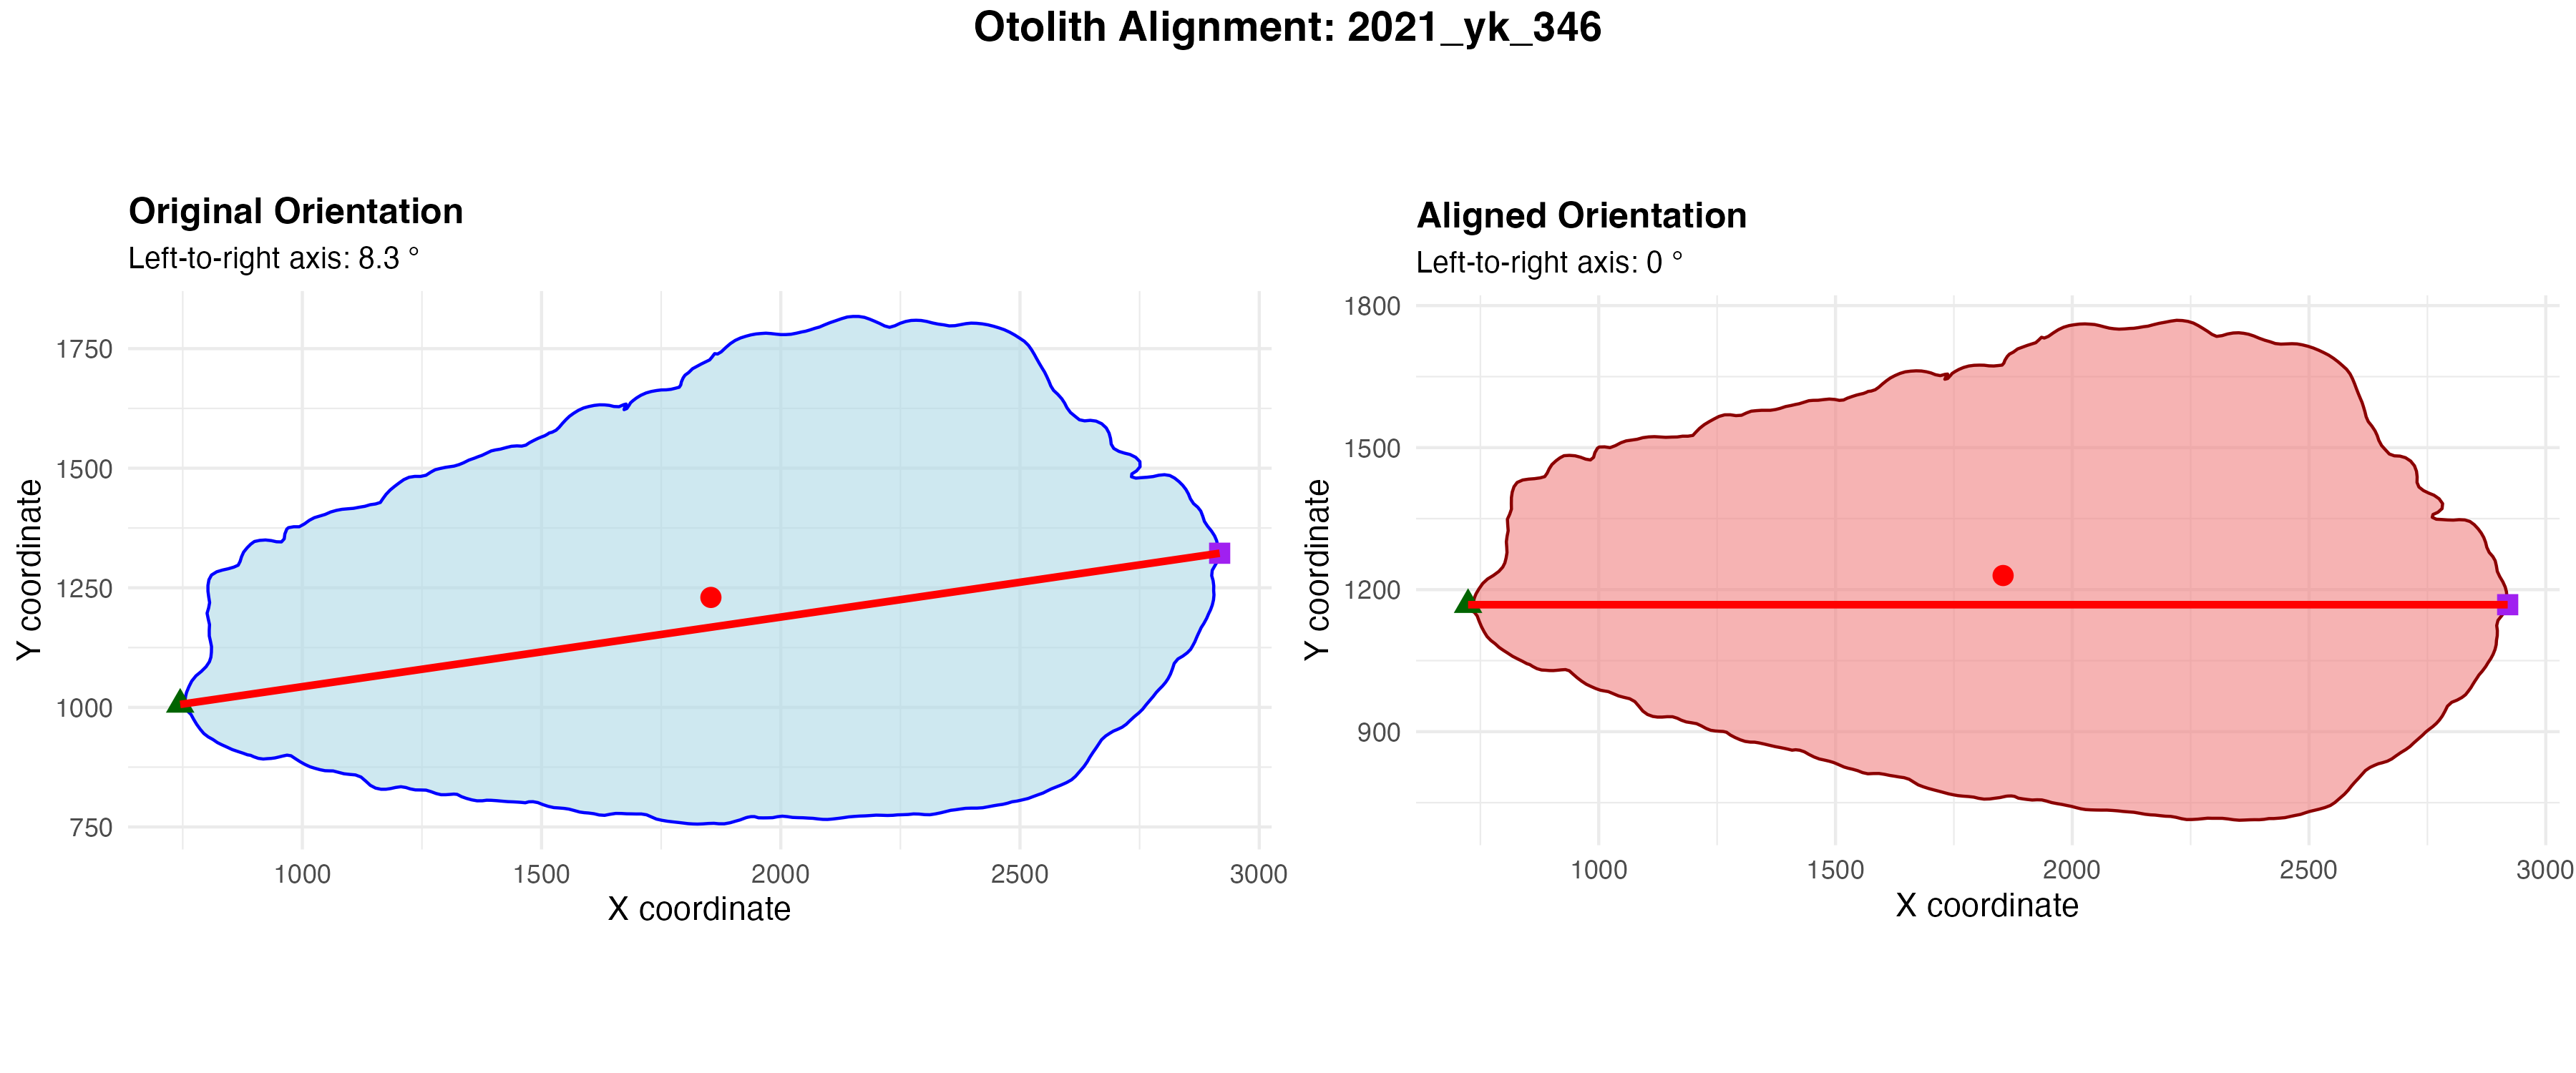 Otolith Alignment: 2021_yk_346
Original Orientation
Left-to-right axis: 8.3 °
1750
1500
1250
1000
750
Y coordinate
1000 1500 2000 2500 3000
X coordinate
Aligned Orientation
Left-to-right axis: 0 °
1800
1500
1200
900
Y coordinate
1000 1500 2000 2500 3000
X coordinate